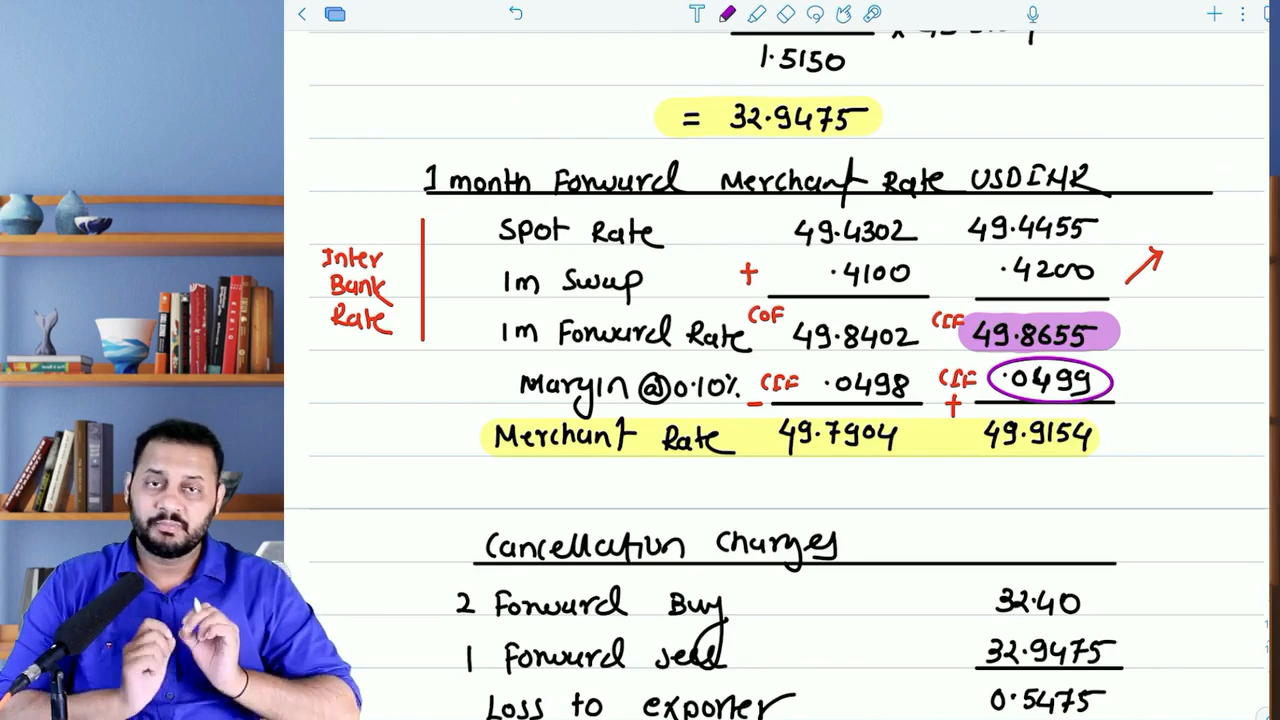 1.5150
= 32.9475
1 month Forward Merchant Rate USDINR
Spot Rate 49.4302 49.4455
1m Swap + .4100 .4200
1m Forward Rate COF 49.8402 49.8655
Margin @0.10% - .0498 + .0499
Merchant Rate 49.7904 49.9154
Inter
Bank
Rate
Cancellation Charges
2 Forward Buy 32.40
1 Forward sell 32.9475
Loss to exporter 0.5475